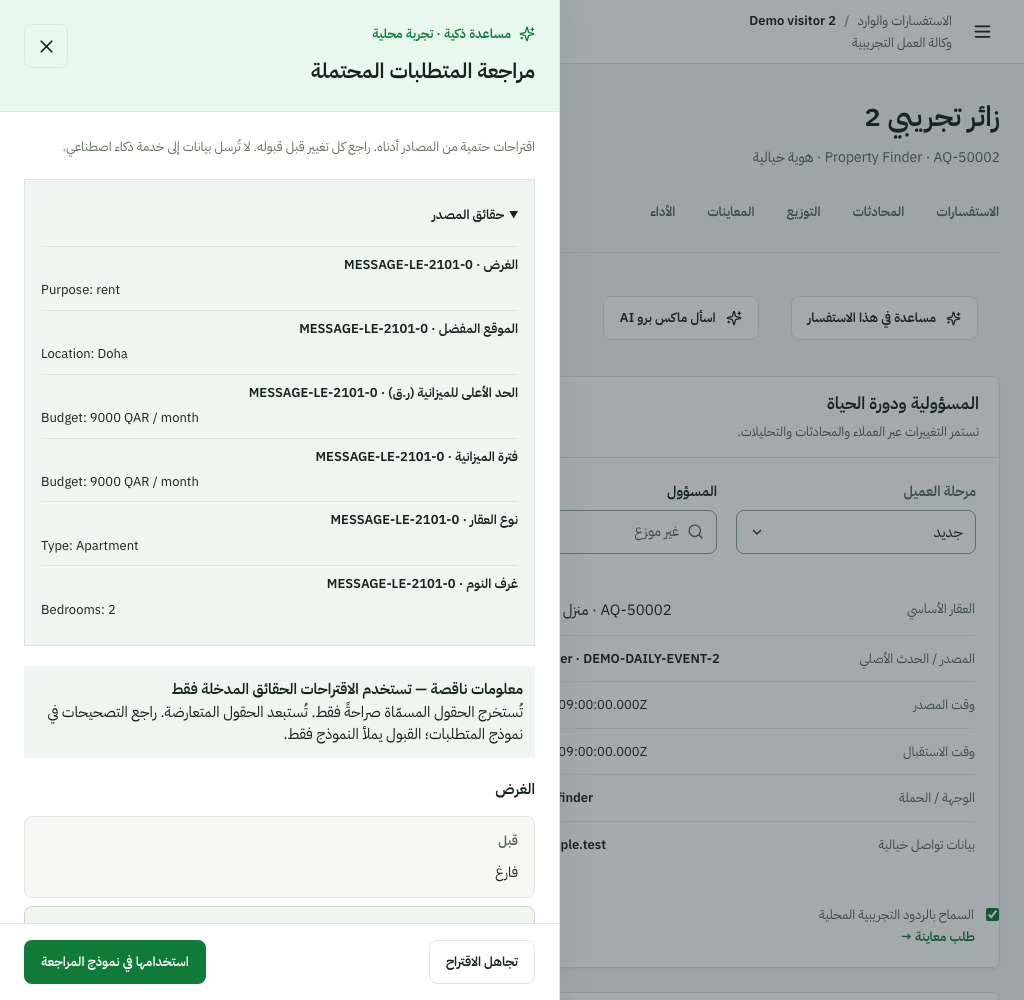 مساعدة ذكية · تجربة محلية
مراجعة المتطلبات المحتملة
اقتراحات حتمية من المصادر أدناه. راجع كل تغيير قبل قبوله. لا تُرسل بيانات إلى خدمة ذكاء اصطناعي.
حقائق المصدر
الغرض · MESSAGE-LE-2101-0
Purpose: rent
الموقع المفضل · MESSAGE-LE-2101-0
Location: Doha
الحد الأعلى للميزانية (ر.ق) · MESSAGE-LE-2101-0
Budget: 9000 QAR / month
فترة الميزانية · MESSAGE-LE-2101-0
Budget: 9000 QAR / month
نوع العقار · MESSAGE-LE-2101-0
Type: Apartment
غرف النوم · MESSAGE-LE-2101-0
Bedrooms: 2
معلومات ناقصة — تستخدم الاقتراحات الحقائق المدخلة فقط
تُستخرج الحقول المسمّاة صراحةً فقط. تُستبعد الحقول المتعارضة. راجع التصحيحات في
نموذج المتطلبات؛ القبول يملأ النموذج فقط.
الغرض
قبل
فارغ
تجاهل الاقتراح
استخدامها في نموذج المراجعة
الاستفسارات والوارد / Demo visitor 2
وكالة العمل التجريبية
زائر تجريبي 2
Property Finder · AQ-50002 · هوية خيالية
الاستفسارات
المحادثات
التوزيع
المعاينات
الأداء
مساعدة في هذا الاستفسار
اسأل ماكس برو AI
المسؤولية ودورة الحياة
تستمر التغييرات عبر العملاء والمحادثات والتحليلات.
مرحلة العميل
المسؤول
جديد
غير موزع
العقار الأساسي
AQ-50002 · منزل
المصدر / الحدث الأصلي
er · DEMO-DAILY-EVENT-2
وقت المصدر
09:00:00.000Z
وقت الاستقبال
09:00:00.000Z
الوجهة / الحملة
finder
بيانات تواصل خيالية
ple.test
السماح بالردود التجريبية المحلية
طلب معاينة →